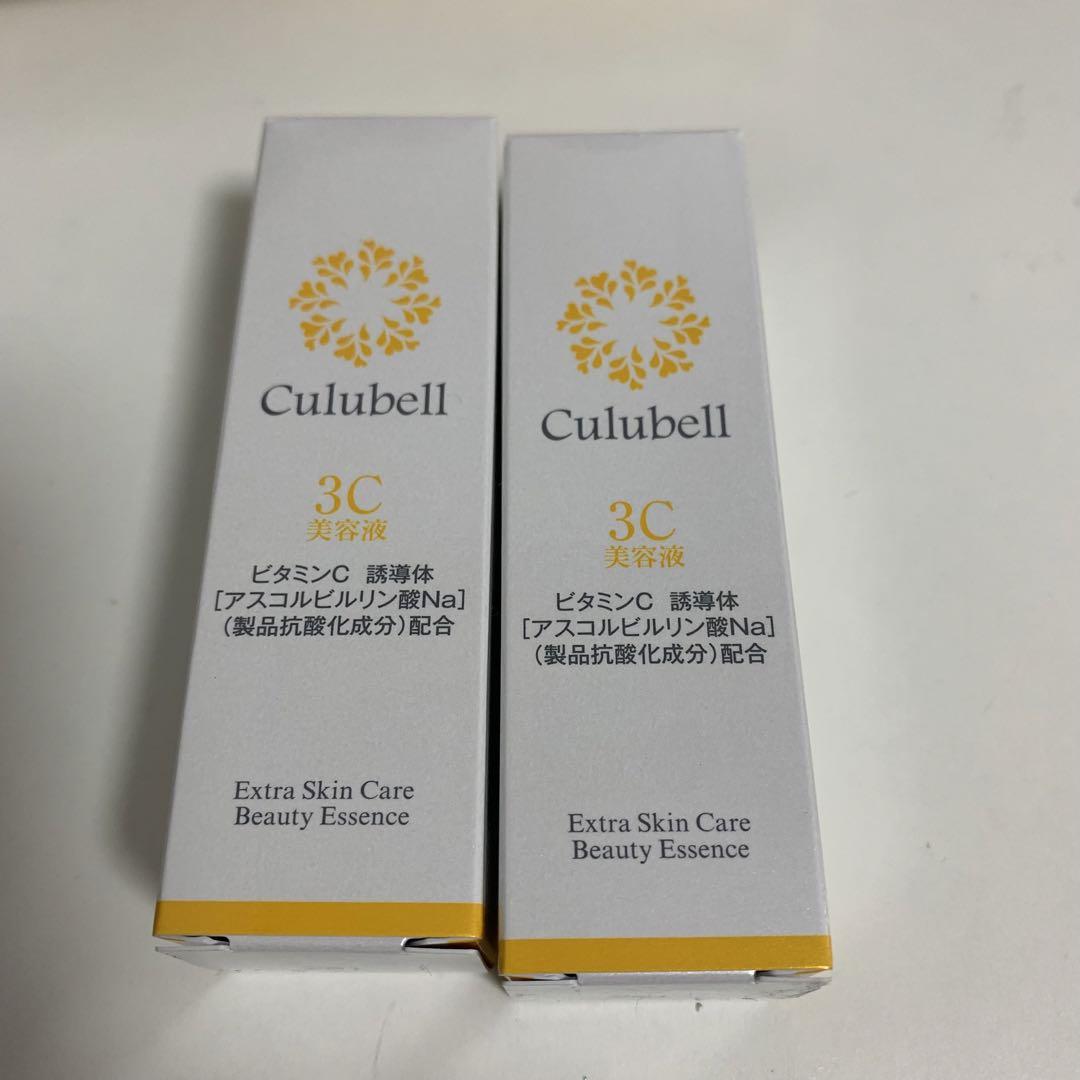 Culubell
3C
美容液
ビタミンC 誘導体
[アスコルビルリン酸Na]
(製品抗酸化成分)配合
Extra Skin Care
Beauty Essence
Culubell
3C
美容液
ビタミンC 誘導体
[アスコルビルリン酸Na]
(製品抗酸化成分)配合
Extra Skin Care
Beauty Essence